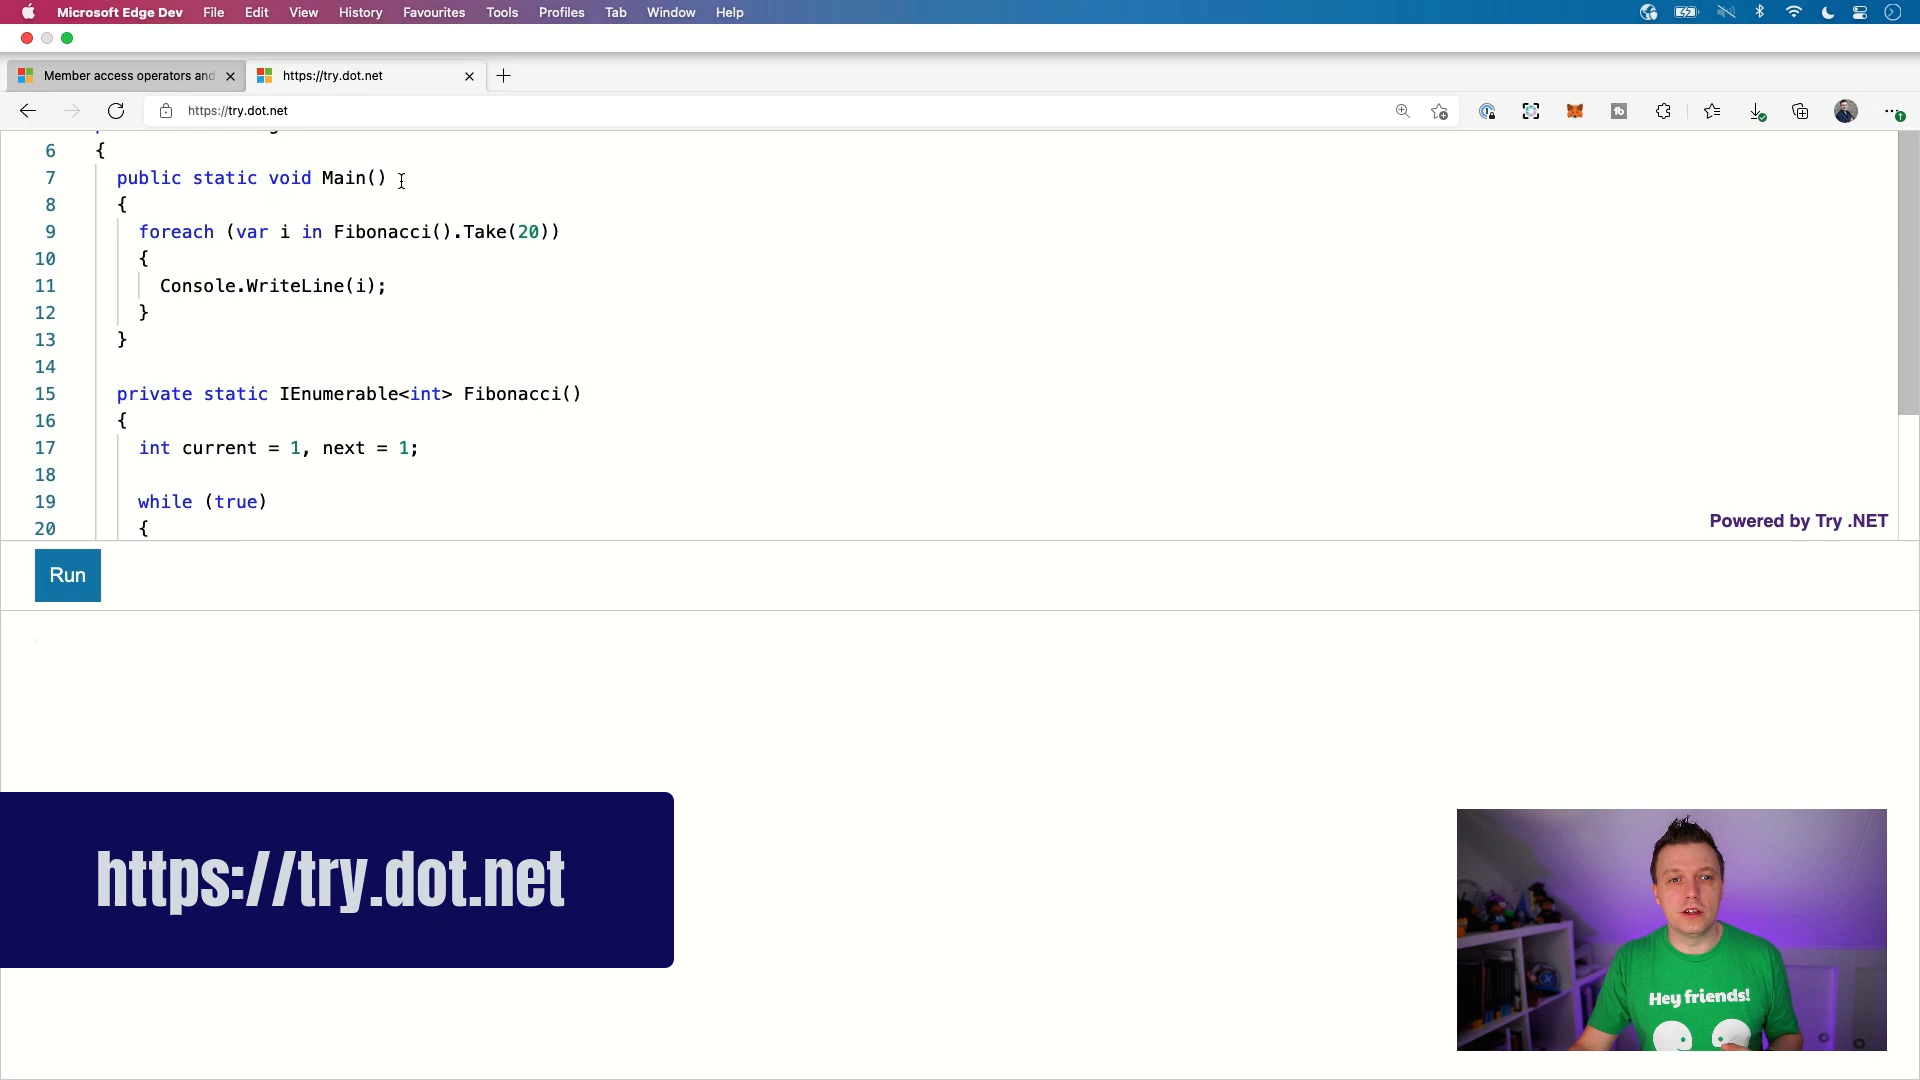 Microsoft Edge Dev File Edit View History Favourites Tools Profiles Tab Window Help
Member access operators and
https://try.dot.net
https://try.dot.net
6 {
7 public static void Main()
8 {
9 foreach (var i in Fibonacci().Take(20))
10 {
11 Console.WriteLine(i);
12 }
13 }
14
15 private static IEnumerable<int> Fibonacci()
16 {
17 int current = 1, next = 1;
18
19 while (true)
20 {
Powered by Try .NET
Run
https://try.dot.net
Hey friends!